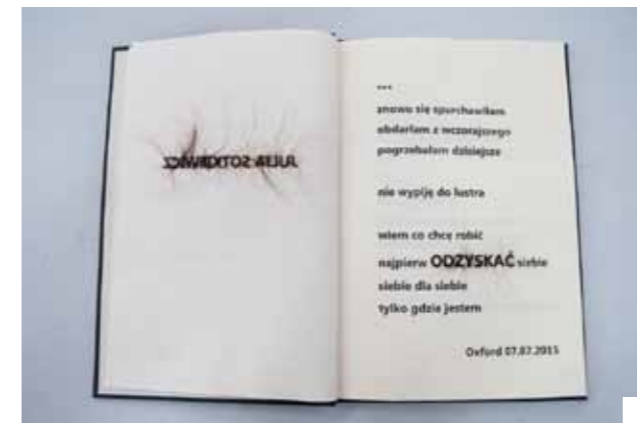 ***
znowu się spurchawiłam
obdarłam z wczorajszego
pogrzebałam dzisiejsze
nie wypiję do lustra
wiem co chcę robić
najpierw ODZYSKAĆ siebie
siebie dla siebie
tylko gdzie jestem
Oxford 07.07.2015